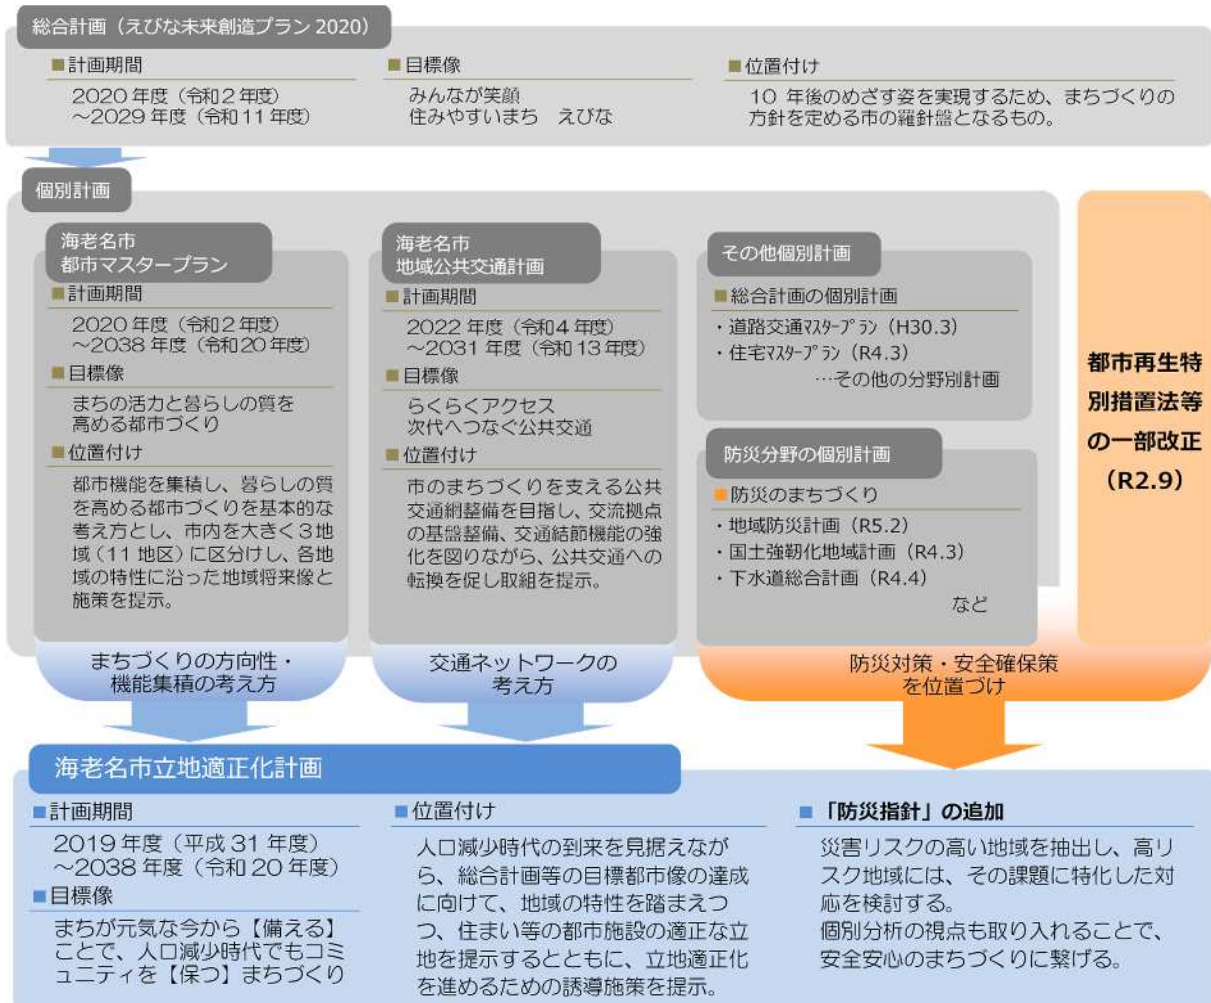 総合計画（えびな未来創造プラン 2020）
■計画期間
2020 年度（令和２年度）
～2029 年度（令和 11 年度）
■目標像
みんなが笑顔
住みやすいまち　えびな
■位置付け
10 年後のめざす姿を実現するため、まちづくりの
方針を定める市の羅針盤となるもの。
個別計画
海老名市
都市マスタープラン
■計画期間
2020 年度（令和２年度）
～2038 年度（令和 20 年度）
■目標像
まちの活力と暮らしの質を
高める都市づくり
■位置付け
都市機能を集積し、暮らしの質
を高める都市づくりを基本的な
考え方とし、市内を大きく３地
域（11 地区）に区分けし、各地
域の特性に沿った地域将来像と
施策を提示。
まちづくりの方向性・
機能集積の考え方
海老名市
地域公共交通計画
■計画期間
2022 年度（令和４年度）
～2031 年度（令和 13 年度）
■目標像
らくらくアクセス
次代へつなぐ公共交通
■位置付け
市のまちづくりを支える公共
交通網整備を目指し、交流拠点
の基盤整備、交通結節機能の強
化を図りながら、公共交通への
転換を促し取組を提示。
交通ネットワークの
考え方
その他個別計画
■総合計画の個別計画
・道路交通ﾏｽﾀｰﾌﾟﾗﾝ（H30.3）
・住宅ﾏｽﾀｰﾌﾟﾗﾝ（R4.3）
…その他の分野別計画
防災分野の個別計画
■防災のまちづくり
・地域防災計画（R5.2）
・国土強靭化地域計画（R4.3）
・下水道総合計画（R4.4）
など
防災対策・安全確保策
を位置づけ
都市再生特
別措置法等
の一部改正
（R2.9）
海老名市立地適正化計画
■計画期間
2019 年度（平成 31 年度）
～2038 年度（令和 20 年度）
■目標像
まちが元気な今から【備える】
ことで、人口減少時代でもコミ
ュニティを【保つ】まちづくり
■位置付け
人口減少時代の到来を見据えなが
ら、総合計画等の目標都市像の達成
に向けて、地域の特性を踏まえつ
つ、住まい等の都市施設の適正な立
地を提示するとともに、立地適正化
を進めるための誘導施策を提示。
■「防災指針」の追加
災害リスクの高い地域を抽出し、高リ
スク地域には、その課題に特化した対
応を検討する。
個別分析の視点も取り入れることで、
安全安心のまちづくりに繋げる。